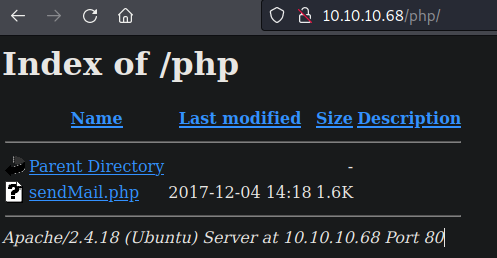 10.10.10.68/php/
Index of /php
Name Last modified Size Description
Parent Directory -
sendMail.php 2017-12-04 14:18 1.6K
Apache/2.4.18 (Ubuntu) Server at 10.10.10.68 Port 80